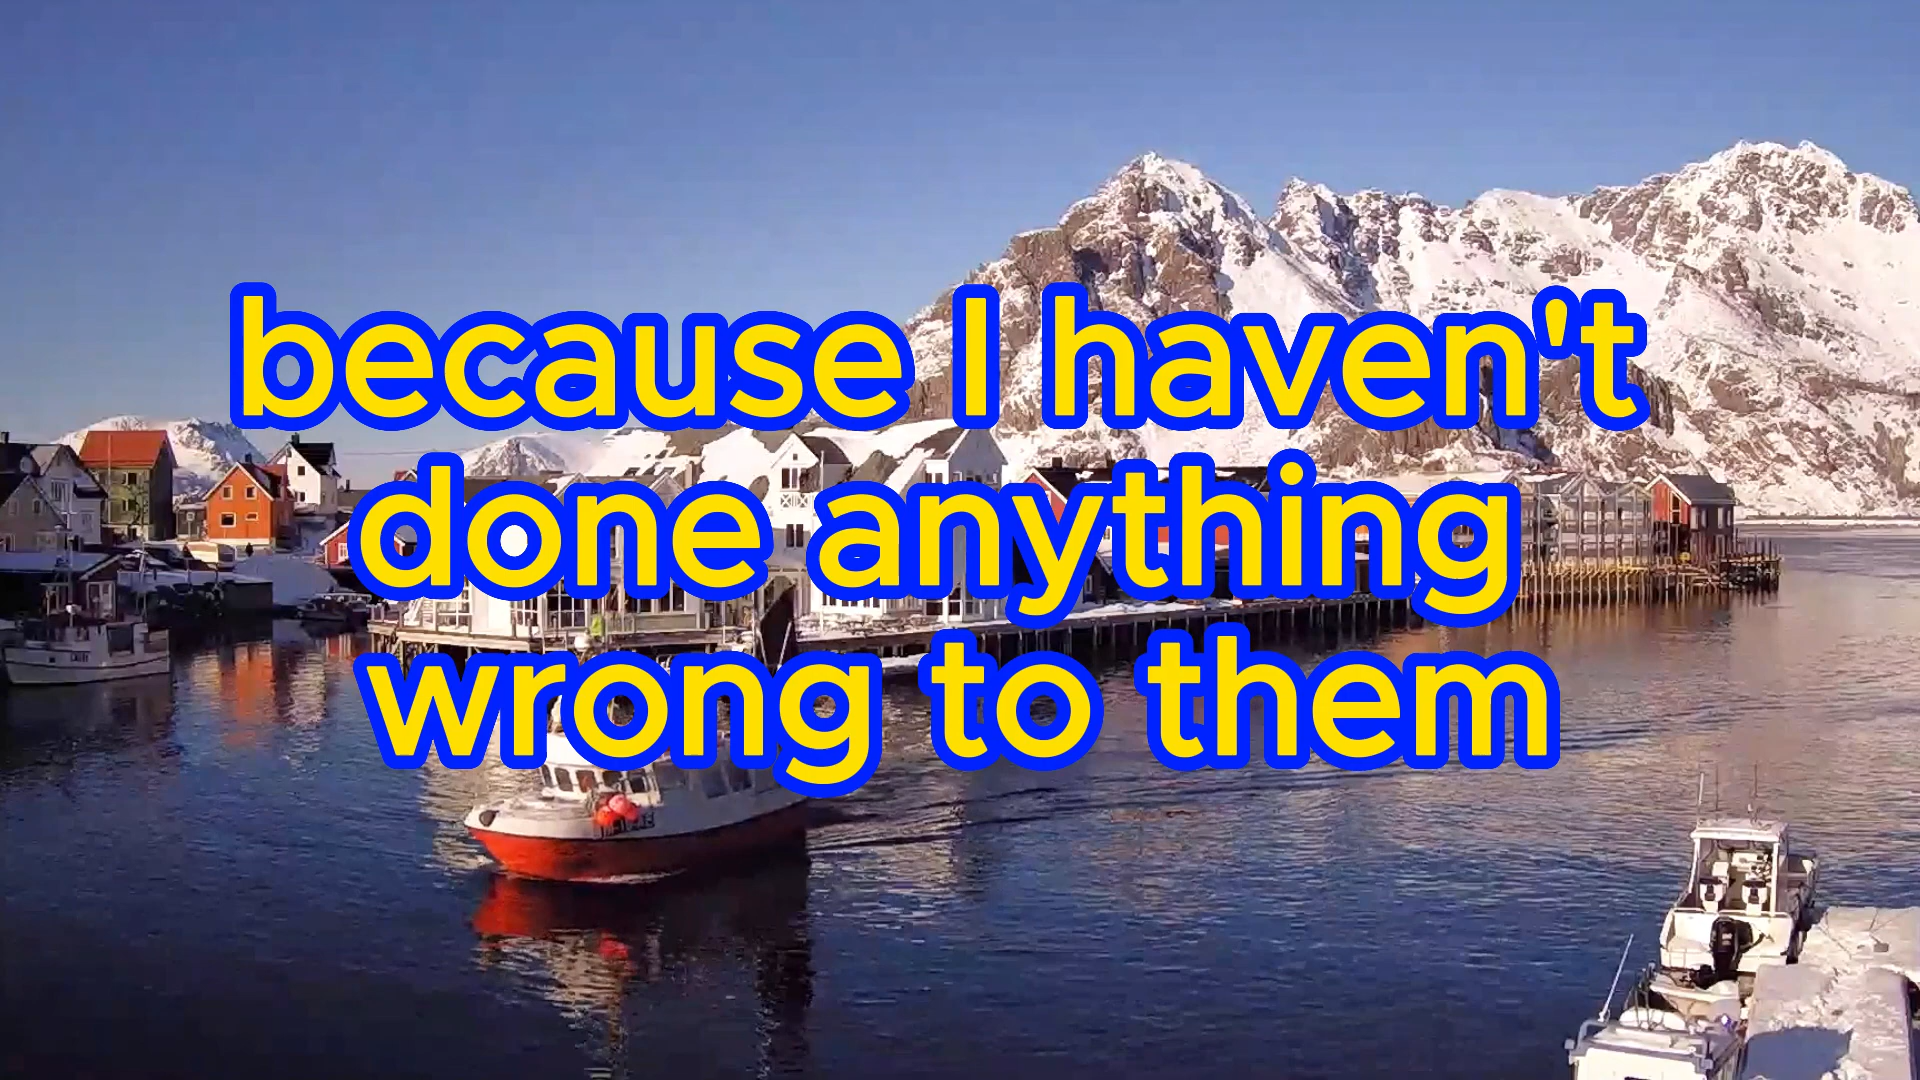 because I haven't
done anything
wrong to them